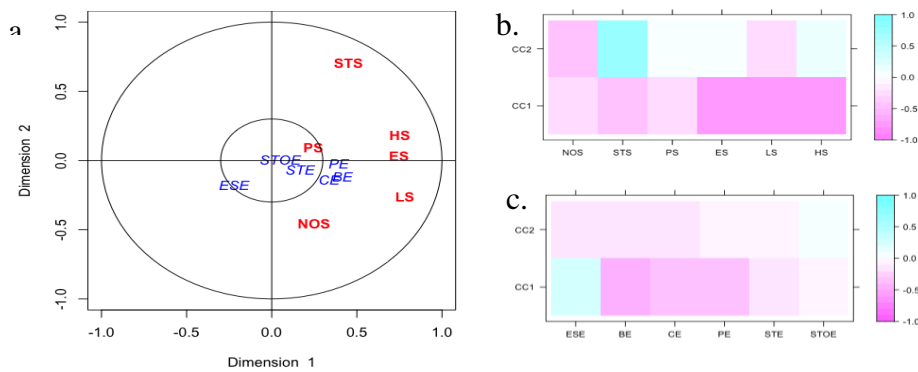 a
1.0
0.5
0.0
-0.5
-1.0
Dimension 2
STS
HS
PS
ES
STOE
PE
STE
BE
CE
ESE
LS
NOS
-1.0
-0.5
0.0
0.5
1.0
Dimension 1
b.
CC2
CC1
NOS
STS
PS
ES
LS
HS
1.0
0.5
0.0
-0.5
-1.0
c.
CC2
CC1
ESE
BE
CE
PE
STE
STOE
1.0
0.5
0.0
-0.5
-1.0